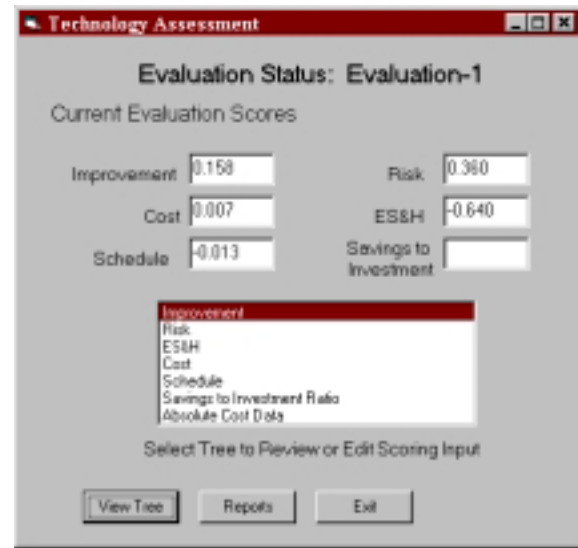 Technology Assessment
Evaluation Status: Evaluation-1
Current Evaluation Scores
Improvement 0.158 Risk 0.360
Cost 0.007 ES&H -0.640
Schedule -0.013 Savings to Investment
Improvement
Risk
ES&H
Cost
Schedule
Savings to Investment Ratio
Absolute Cost Data
Select Tree to Review or Edit Scoring Input
View Tree Reports Exit